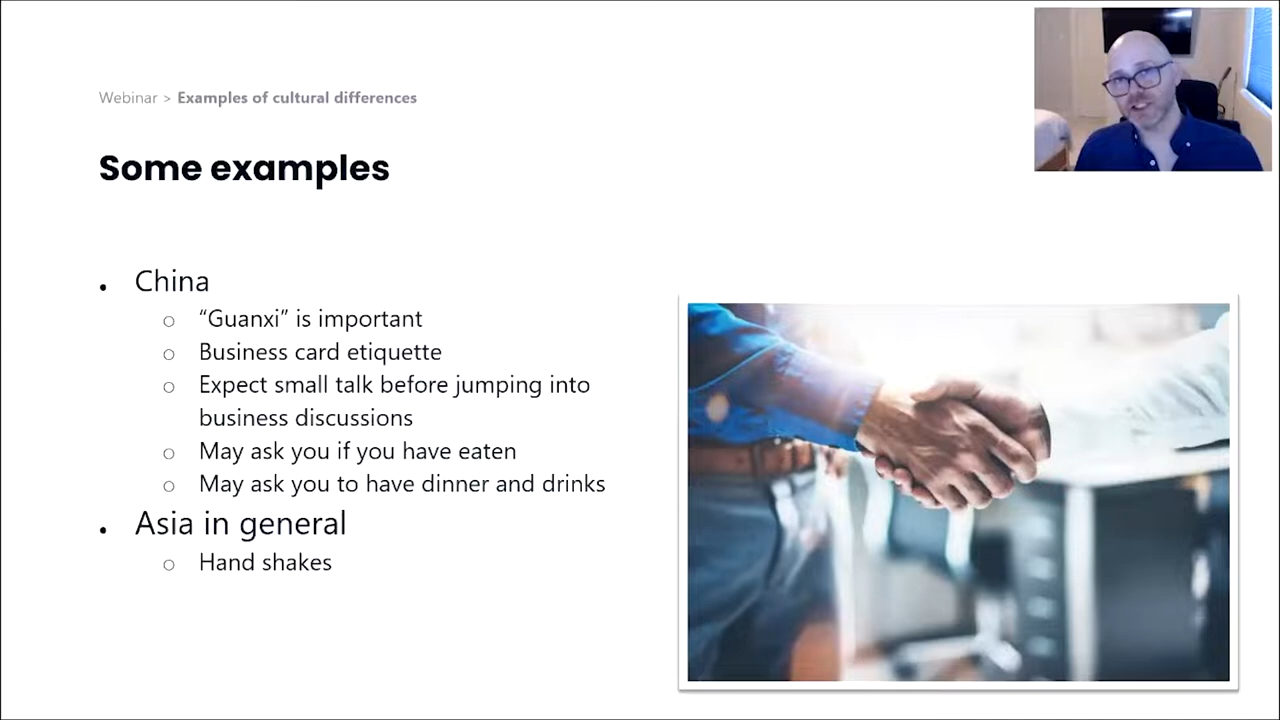 Webinar > Examples of cultural differences
Some examples
• China
○ “Guanxi” is important
○ Business card etiquette
○ Expect small talk before jumping into
business discussions
○ May ask you if you have eaten
○ May ask you to have dinner and drinks
• Asia in general
○ Hand shakes